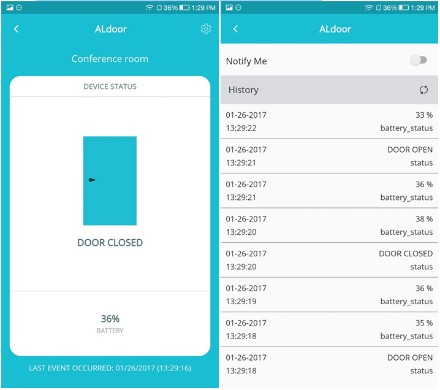 36% 1:29 PM
ALdoor
Conference room
DEVICE STATUS
DOOR CLOSED
36%
BATTERY
LAST EVENT OCCURRED: 01/26/2017 (13:29:16)
36% 1:29 PM
ALdoor
Notify Me
History
01-26-2017 33 %
13:29:22 battery_status
01-26-2017 DOOR OPEN
13:29:21 status
01-26-2017 36 %
13:29:21 battery_status
01-26-2017 38 %
13:29:20 battery_status
01-26-2017 DOOR CLOSED
13:29:20 status
01-26-2017 36 %
13:29:19 battery_status
01-26-2017 35 %
13:29:18 battery_status
01-26-2017 DOOR OPEN
13:29:18 status